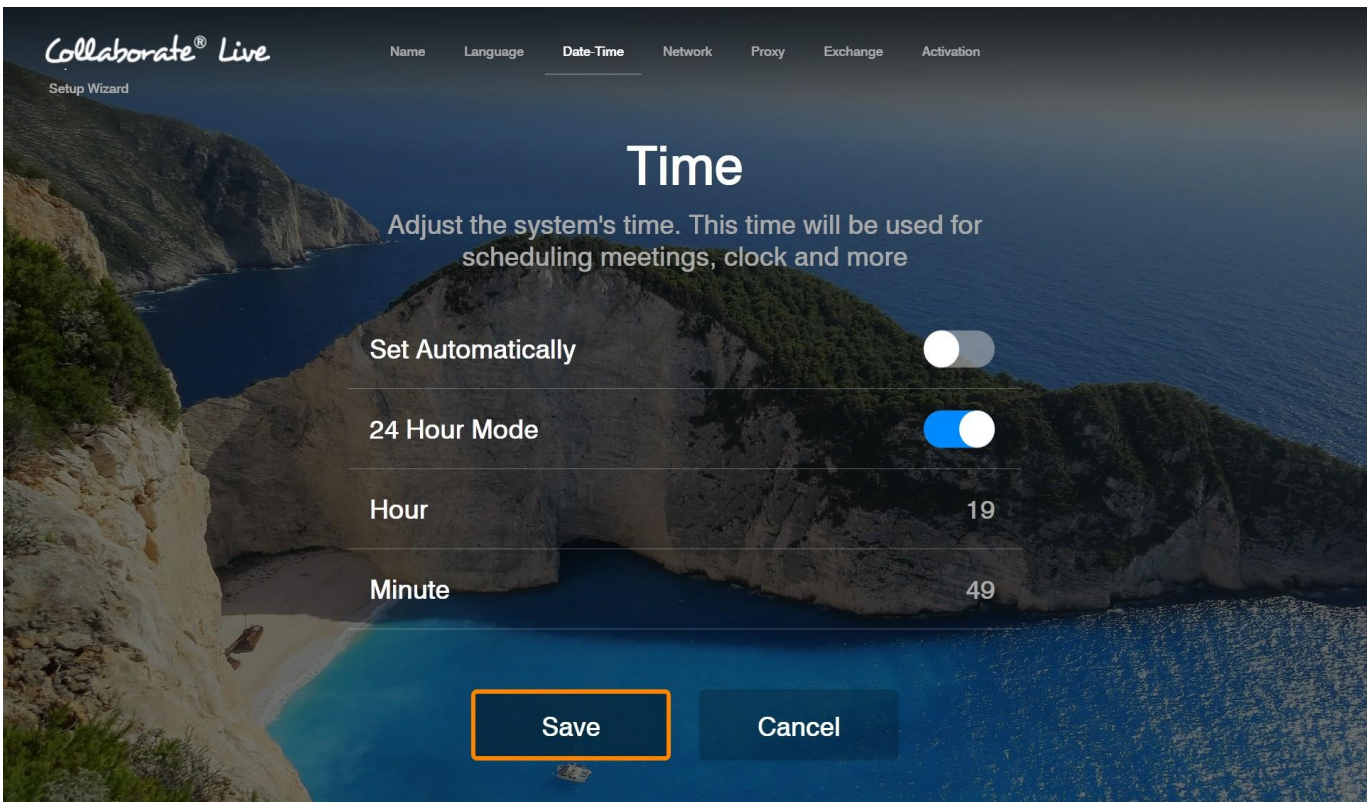 Collaborate® Live
Name Language Date-Time Network Proxy Exchange Activation
Setup Wizard
Time
Adjust the system's time. This time will be used for
scheduling meetings, clock and more
Set Automatically
24 Hour Mode
Hour 19
Minute 49
Save Cancel